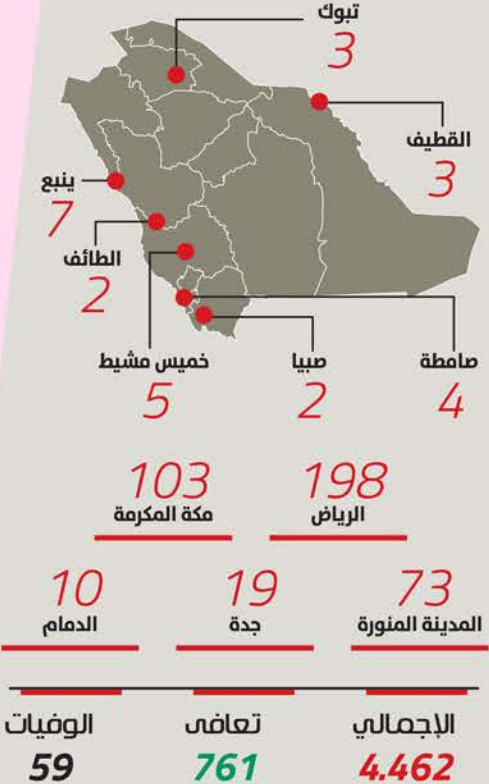 تبوك
3
القطيف
3
ينبع
7
الطائف
2
صامطة
4
صبيا
2
خميس مشيط
5
198
الرياض
103
مكة المكرمة
73
المدينة المنورة
19
جدة
10
الدمام
الإجمالي
4.462
تعافى
761
الوفيات
59